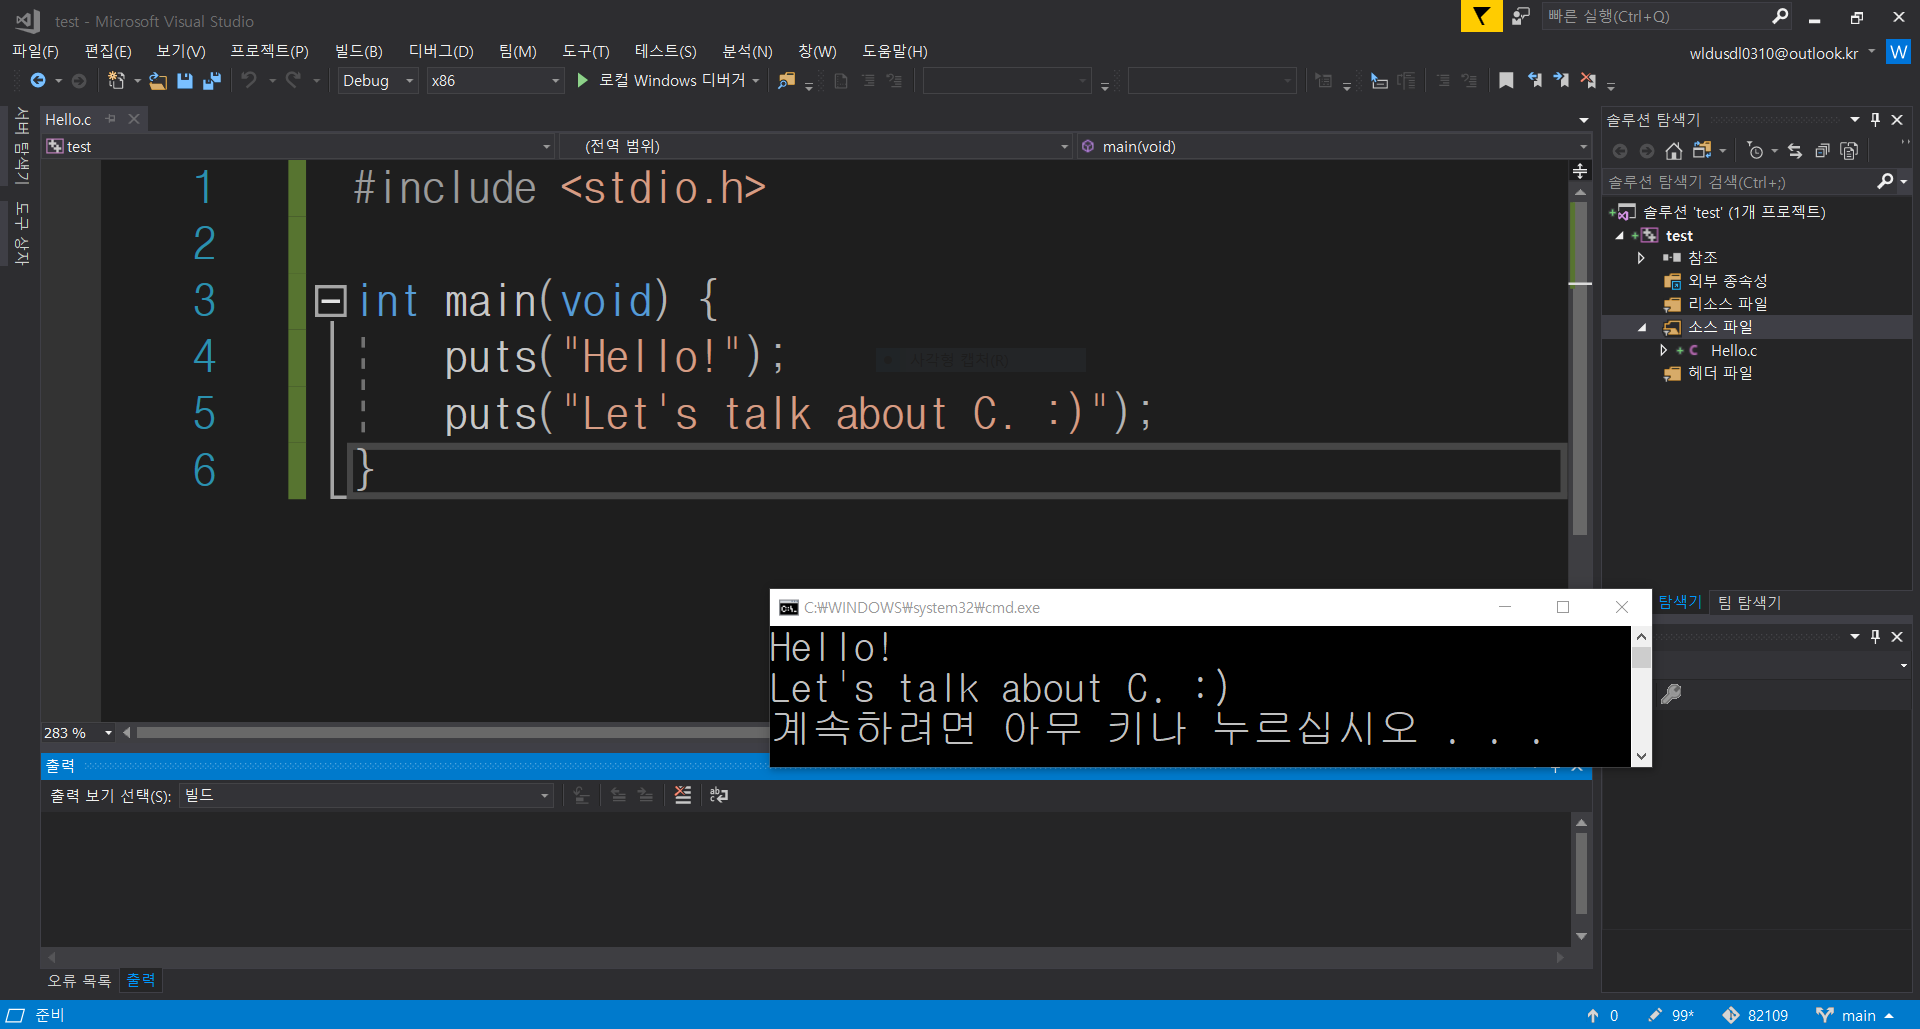 test - Microsoft Visual Studio
빠른 실행(Ctrl+Q)
파일(F) 편집(E) 보기(V) 프로젝트(P) 빌드(B) 디버그(D) 팀(M) 도구(T) 테스트(S) 분석(N) 창(W) 도움말(H)
wldusdl0310@outlook.kr W
Debug x86 로컬 Windows 디버거
서버 탐색기
도구 상자
Hello.c
test (전역 범위) main(void)
1 #include <stdio.h>
2
3 int main(void) {
4 puts("Hello!");
5 puts("Let's talk about C. :)");
6 }
사각형 캡처(R)
283 %
솔루션 탐색기
솔루션 탐색기 검색(Ctrl+;)
솔루션 'test' (1개 프로젝트)
test
참조
외부 종속성
리소스 파일
소스 파일
Hello.c
헤더 파일
탐색기 팀 탐색기
C:₩WINDOWS₩system32₩cmd.exe
Hello!
Let's talk about C. :)
계속하려면 아무 키나 누르십시오 . . .
출력
출력 보기 선택(S): 빌드
오류 목록 출력
준비
0 99* 82109 main